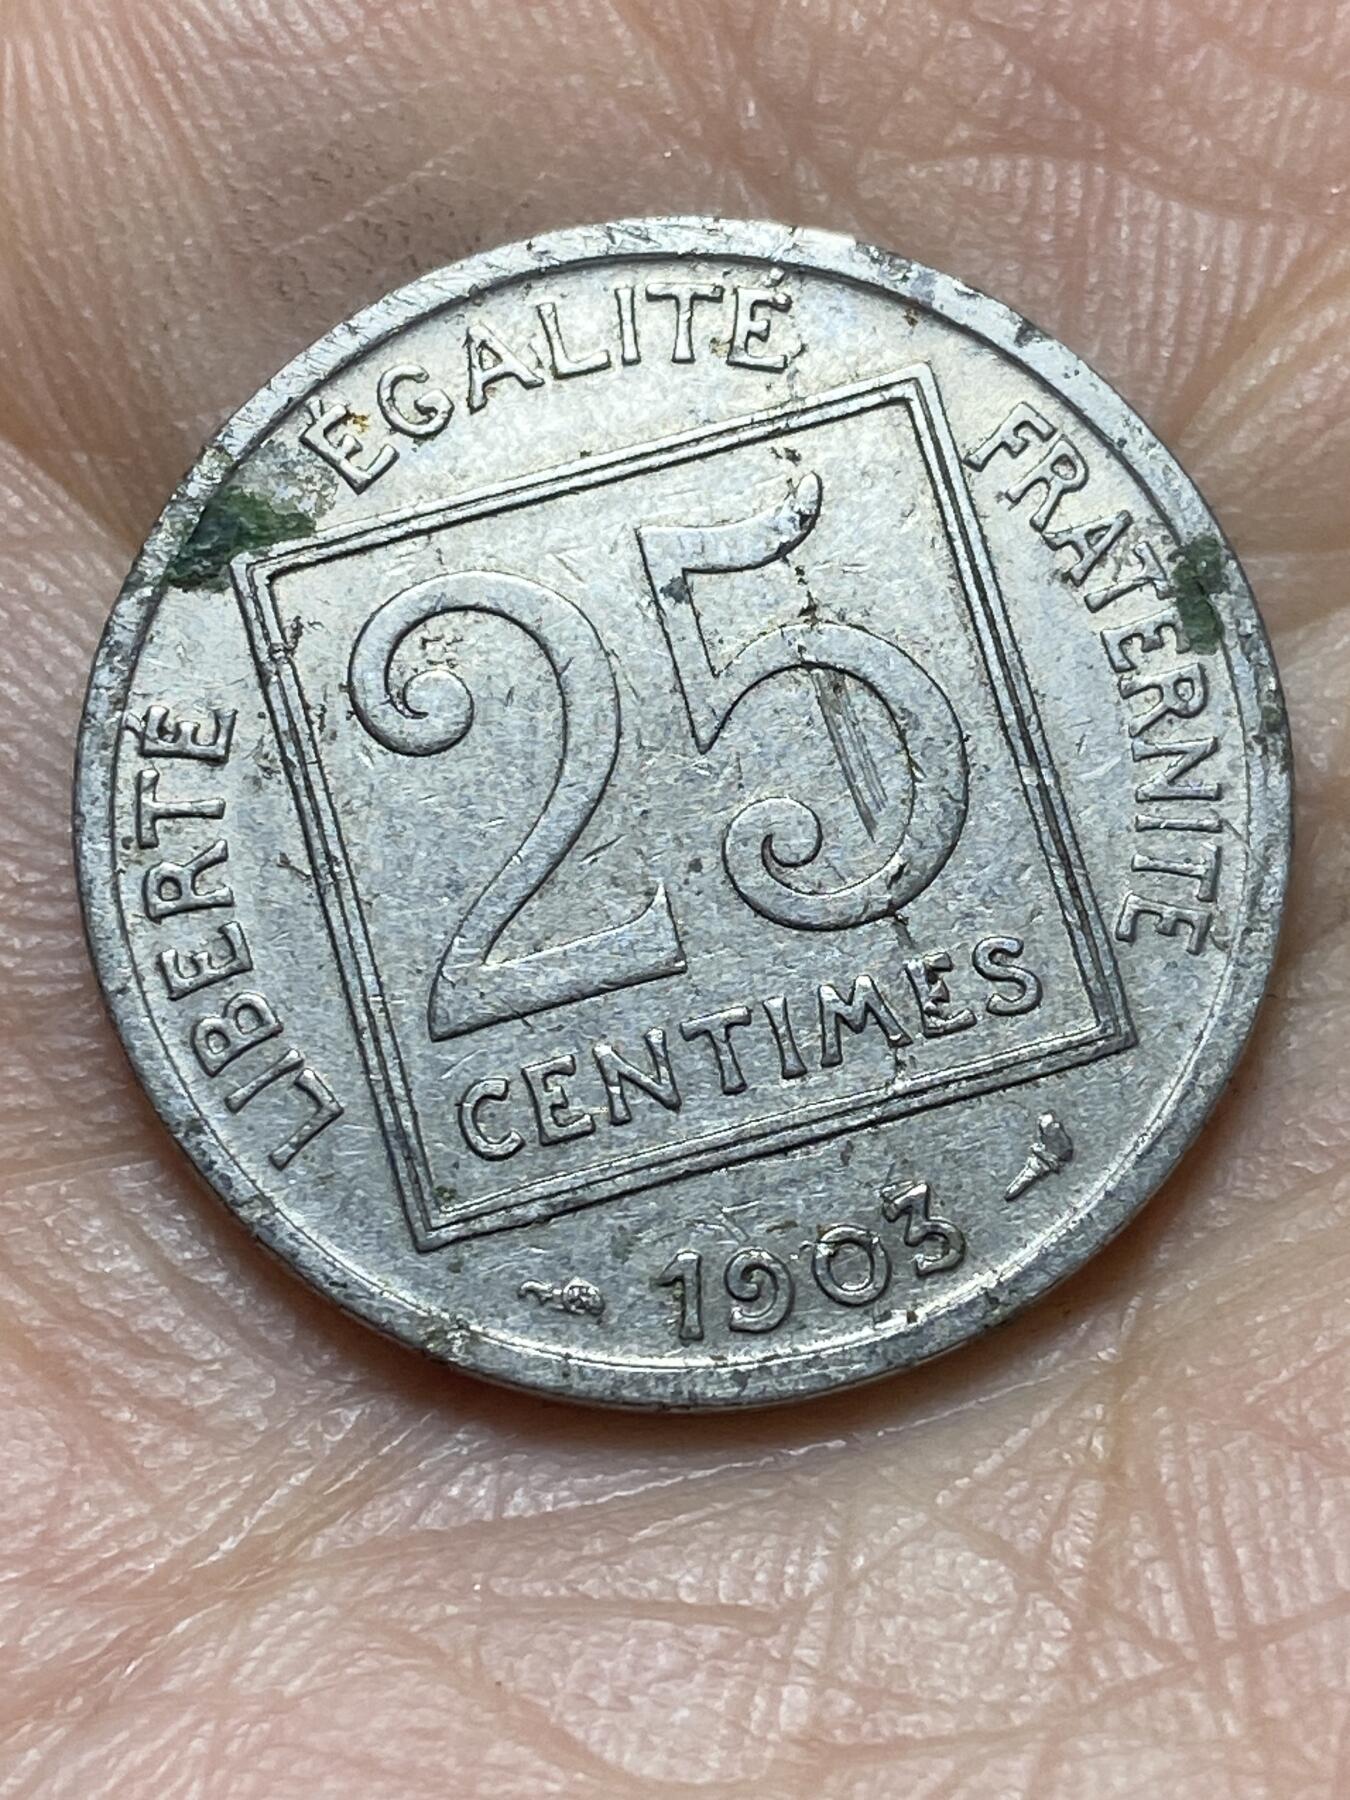 LIBERTÉ
ÉGALITÉ
FRATERNITÉ
25
CENTIMES
1903